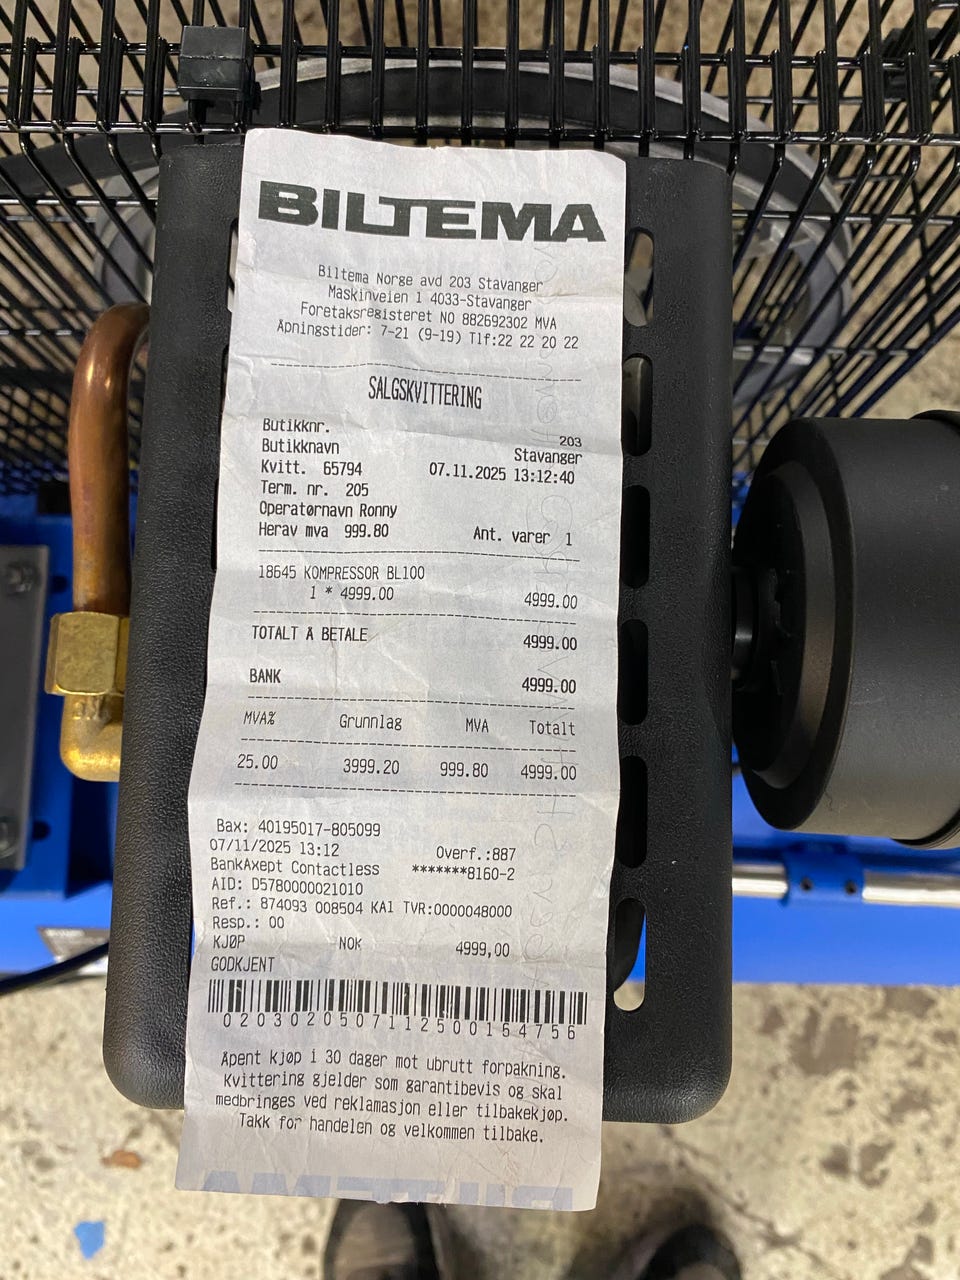 BILTEMA
Biltema Norge avd 203 Stavanger
Maskinveien 1 4033-Stavanger
Foretaksregisteret NO 882692302 MVA
Åpningstider: 7-21 (9-19) Tlf:22 22 20 22
SALGSKVITTERING
Butikknr. 203
Butikknavn Stavanger
Kvitt. 65794 07.11.2025 13:12:40
Term. nr. 205
Operatørnavn Ronny
Herav mva 999.80 Ant. varer 1
18645 KOMPRESSOR BL100
1 * 4999.00 4999.00
TOTALT Å BETALE 4999.00
BANK 4999.00
MVA% Grunnlag MVA Totalt
25.00 3999.20 999.80 4999.00
Bax: 40195017-805099
07/11/2025 13:12 Overf.:887
BankAxept Contactless *******8160-2
AID: D5780000021010
Ref.: 874093 008504 KA1 TVR:0000048000
Resp.: 00
KJØP NOK 4999,00
GODKJENT
Åpent Kjøp i 30 dager mot ubrutt forpakning.
Kvittering gjelder som garantibevis og skal
medbringes ved reklamasjon eller tilbakekjøp.
Takk for handelen og velkommen tilbake.